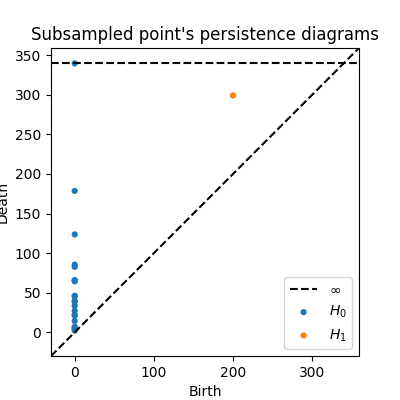 Subsampled point's persistence diagrams
350
300
250
200
150
100
50
0
Death
0 100 200 300
Birth
∞
H₀
H₁